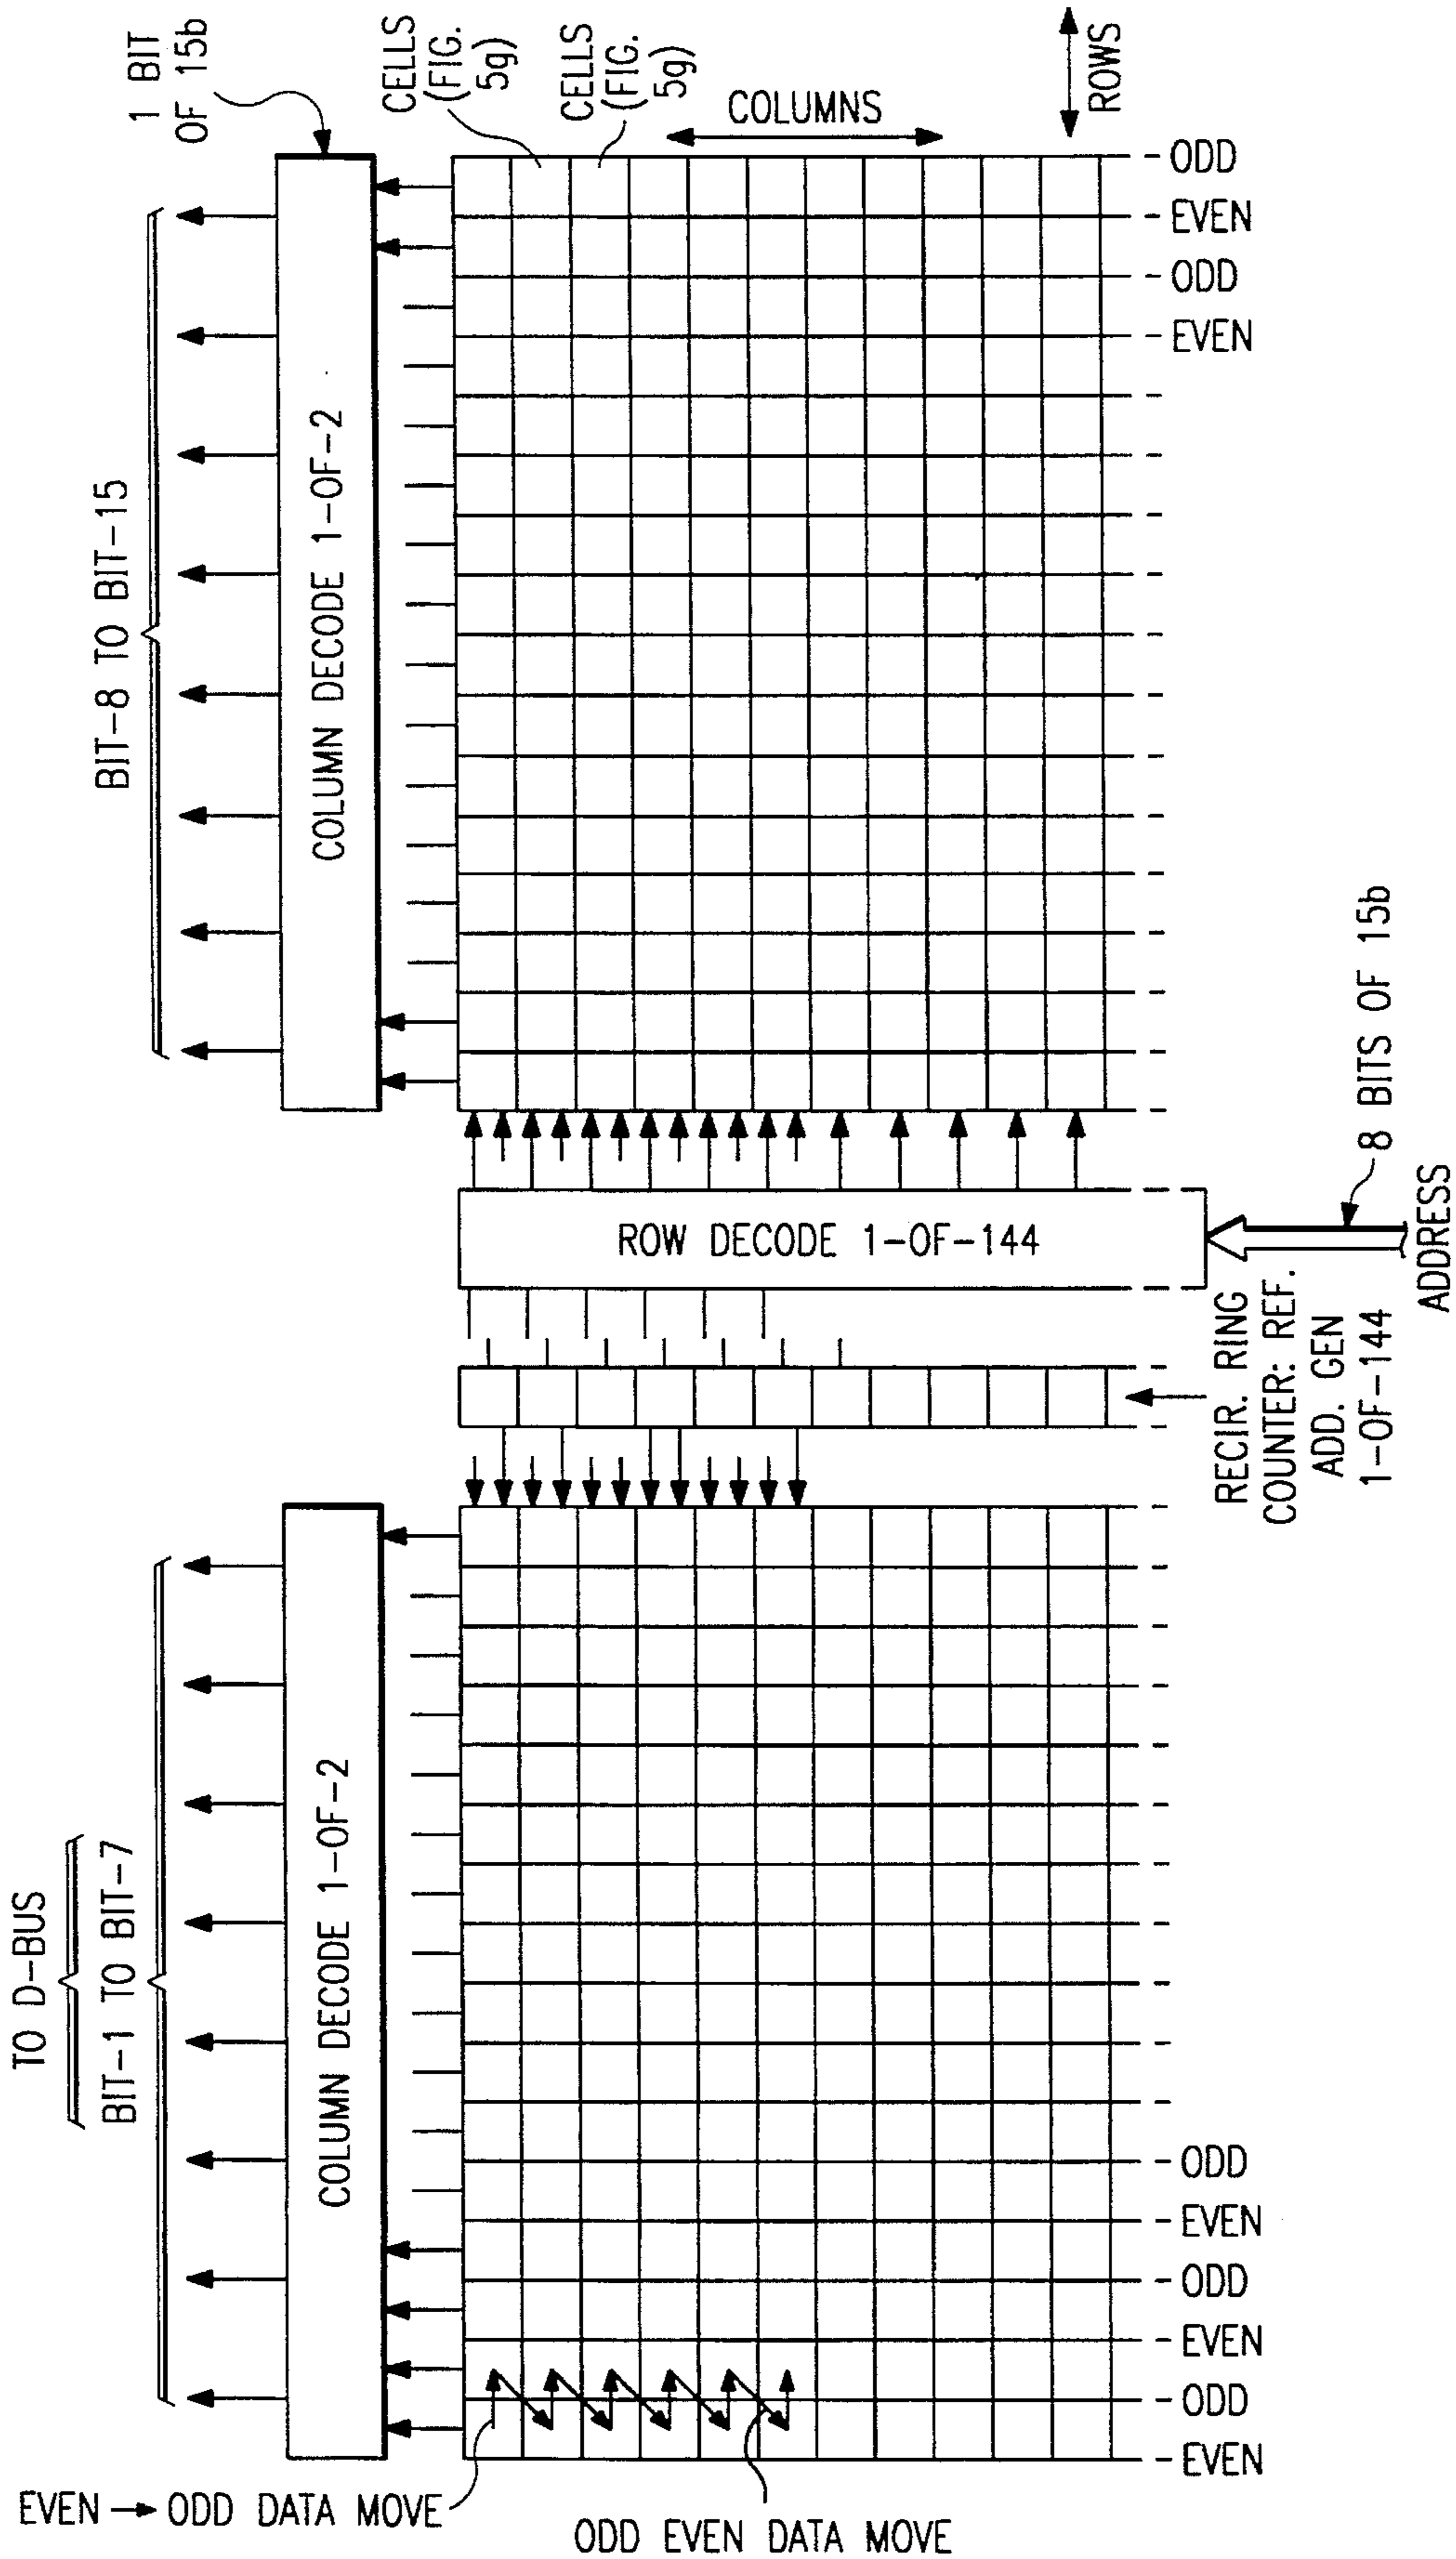 TO D-BUS
BIT-1 TO BIT-7
BIT-8 TO BIT-15
1 BIT
OF 15b
COLUMN DECODE 1-OF-2
COLUMN DECODE 1-OF-2
CELLS
(FIG.
5g)
CELLS
(FIG.
5g)
COLUMNS
ROWS
ODD
EVEN
ODD
EVEN
ROW DECODE 1-OF-144
8 BITS OF 15b
ADDRESS
RECIR. RING
COUNTER: REF.
ADD. GEN
1-OF-144
ODD
EVEN
ODD
EVEN
ODD
EVEN
EVEN → ODD DATA MOVE
ODD EVEN DATA MOVE